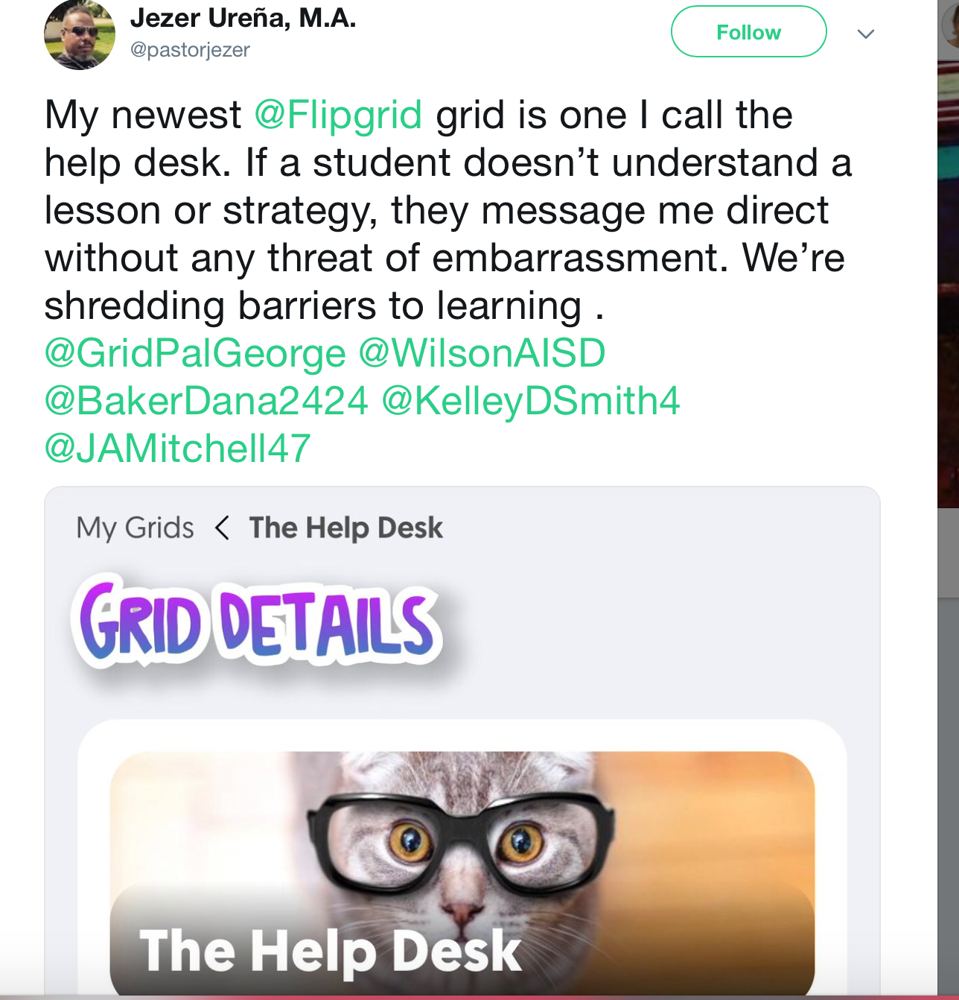 Jezer Ureña, M.A.
@pastorjezer
Follow
My newest @Flipgrid grid is one I call the
help desk. If a student doesn’t understand a
lesson or strategy, they message me direct
without any threat of embarrassment. We’re
shredding barriers to learning .
@GridPalGeorge @WilsonAISD
@BakerDana2424 @KelleyDSmith4
@JAMitchell47
My Grids < The Help Desk
GRID DETAILS
The Help Desk